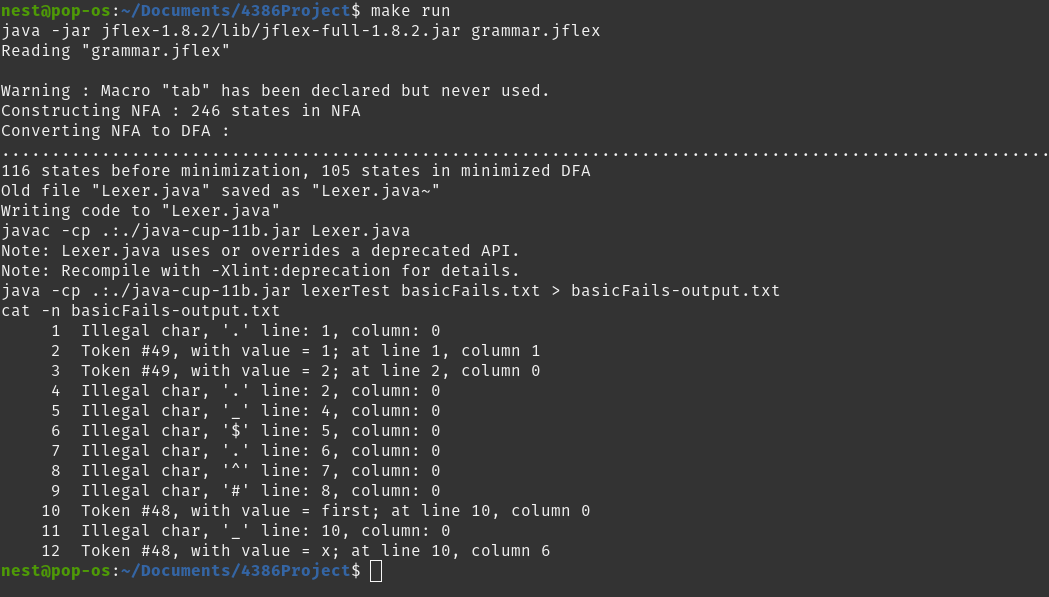 nest@pop-os:~/Documents/4386Project$ make run
java -jar jflex-1.8.2/lib/jflex-full-1.8.2.jar grammar.jflex
Reading "grammar.jflex"

Warning : Macro "tab" has been declared but never used.
Constructing NFA : 246 states in NFA
Converting NFA to DFA :
.........................................................................................................
116 states before minimization, 105 states in minimized DFA
Old file "Lexer.java" saved as "Lexer.java~"
Writing code to "Lexer.java"
javac -cp .:./java-cup-11b.jar Lexer.java
Note: Lexer.java uses or overrides a deprecated API.
Note: Recompile with -Xlint:deprecation for details.
java -cp .:./java-cup-11b.jar lexerTest basicFails.txt > basicFails-output.txt
cat -n basicFails-output.txt
     1  Illegal char, '.' line: 1, column: 0
     2  Token #49, with value = 1; at line 1, column 1
     3  Token #49, with value = 2; at line 2, column 0
     4  Illegal char, '.' line: 2, column: 0
     5  Illegal char, '_' line: 4, column: 0
     6  Illegal char, '$' line: 5, column: 0
     7  Illegal char, '.' line: 6, column: 0
     8  Illegal char, '^' line: 7, column: 0
     9  Illegal char, '#' line: 8, column: 0
    10  Token #48, with value = first; at line 10, column 0
    11  Illegal char, '_' line: 10, column: 0
    12  Token #48, with value = x; at line 10, column 6
nest@pop-os:~/Documents/4386Project$